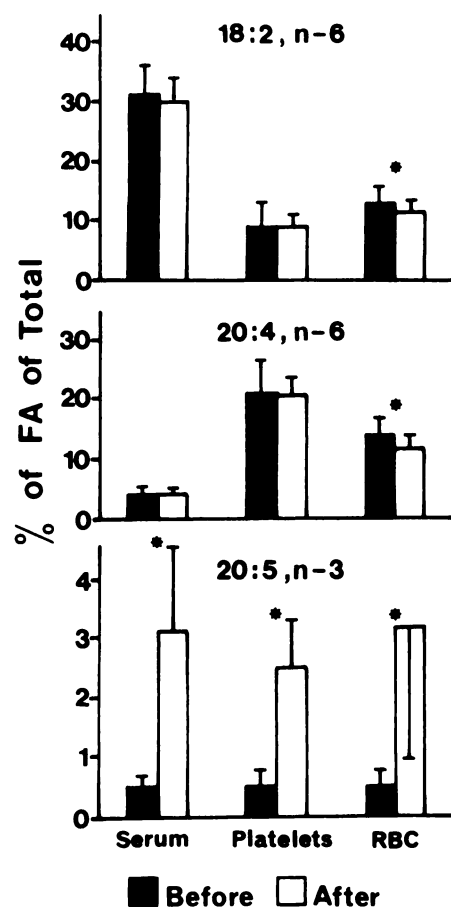 % of FA of Total
18:2, n-6
40
30
20
10
0
*
20:4, n-6
30
20
10
0
*
20:5, n-3
4
3
2
1
0
* * *
Serum Platelets RBC
Before After